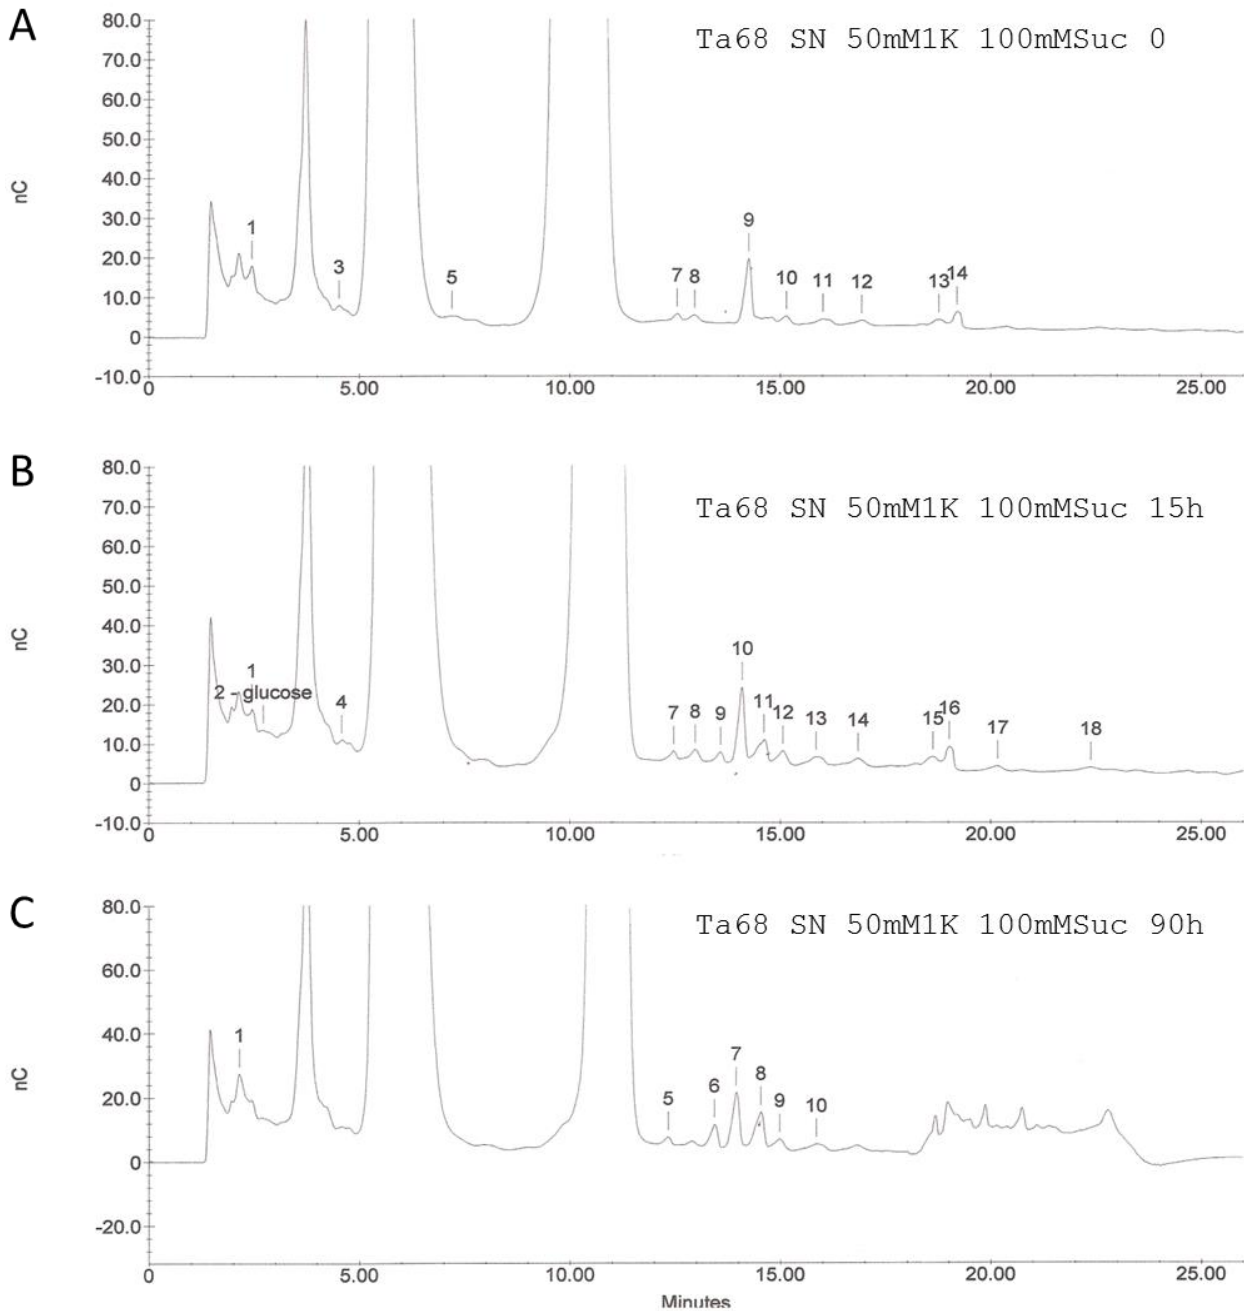 A
80.0
Ta68 SN 50mM1K 100mMSuc 0
70.0
60.0
50.0
40.0
nC
30.0
1 9
20.0
3 5 7 8 10 11 12 13 14
10.0
0
-10.0
0 5.00 10.00 15.00 20.00 25.00
B
80.0
Ta68 SN 50mM1K 100mMSuc 15h
70.0
60.0
50.0
40.0
nC
30.0
1 10
2 - glucose
20.0
4 7 8 9 11 12 13 14 15 16 17 18
10.0
0
-10.0
0 5.00 10.00 15.00 20.00 25.00
C
80.0
Ta68 SN 50mM1K 100mMSuc 90h
60.0
40.0
nC
1 7
20.0
5 6 8 9 10
0
-20.0
0 5.00 10.00 15.00 20.00 25.00
Minutes